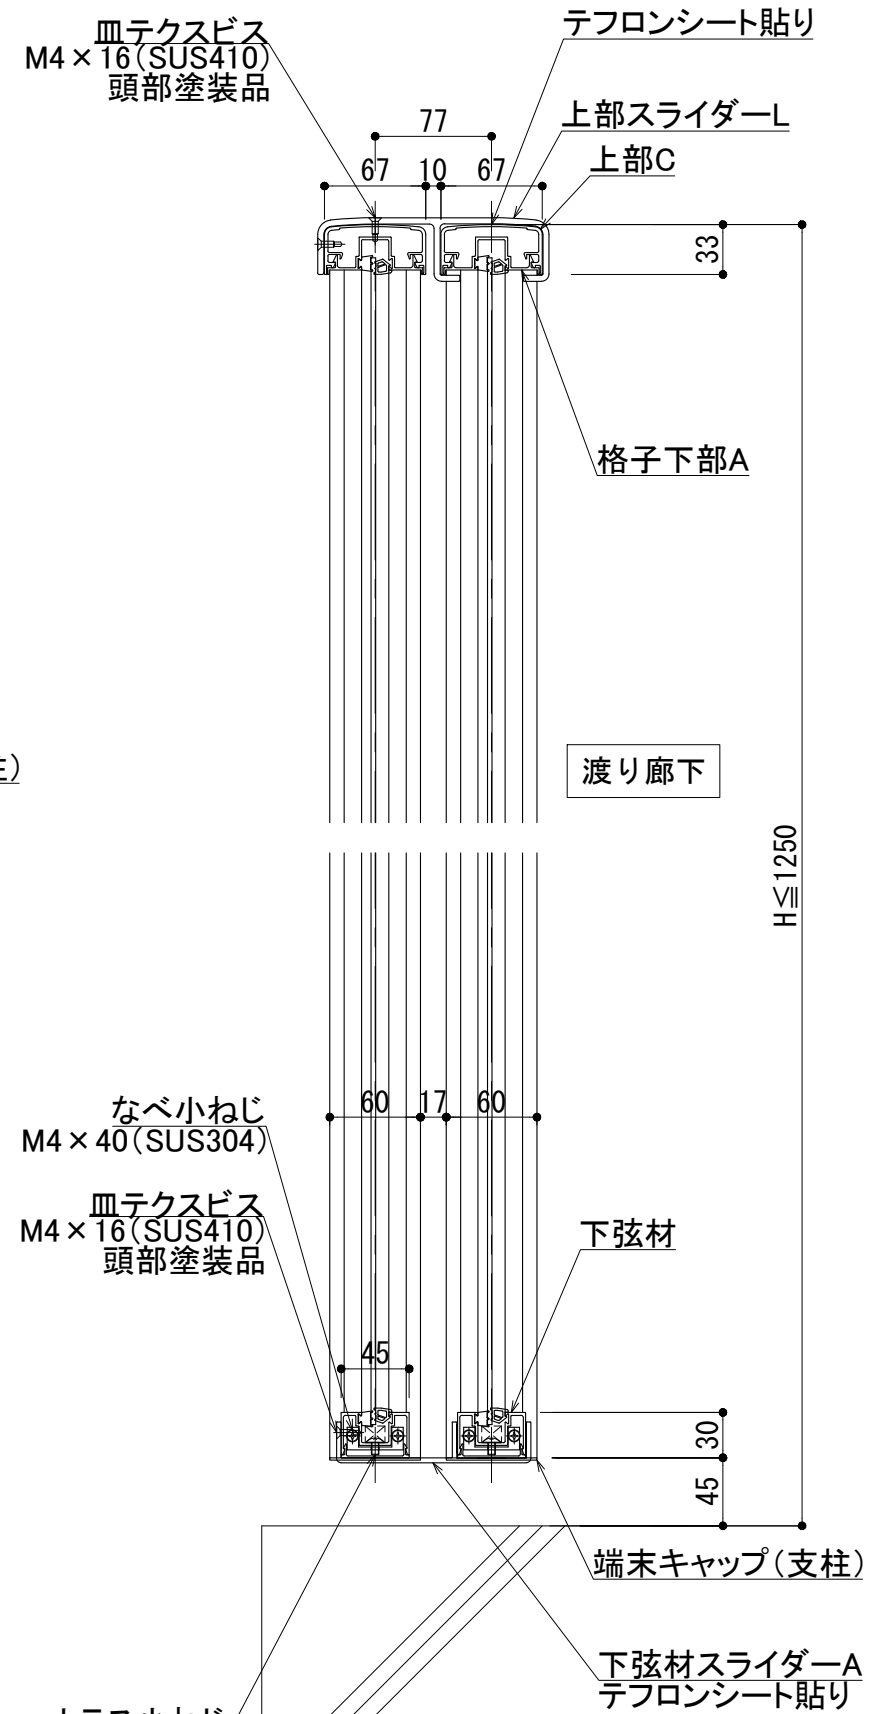 皿テクスビス
M4×16(SUS410)
頭部塗装品
テフロンシート貼り
上部スライダーL
上部C
77
67
10
67
33
格子下部A
渡り廊下
H≦1250
60
17
60
なべ小ねじ
M4×40(SUS304)
皿テクスビス
M4×16(SUS410)
頭部塗装品
下弦材
45
30
45
端末キャップ(支柱)
下弦材スライダーA
テフロンシート貼り